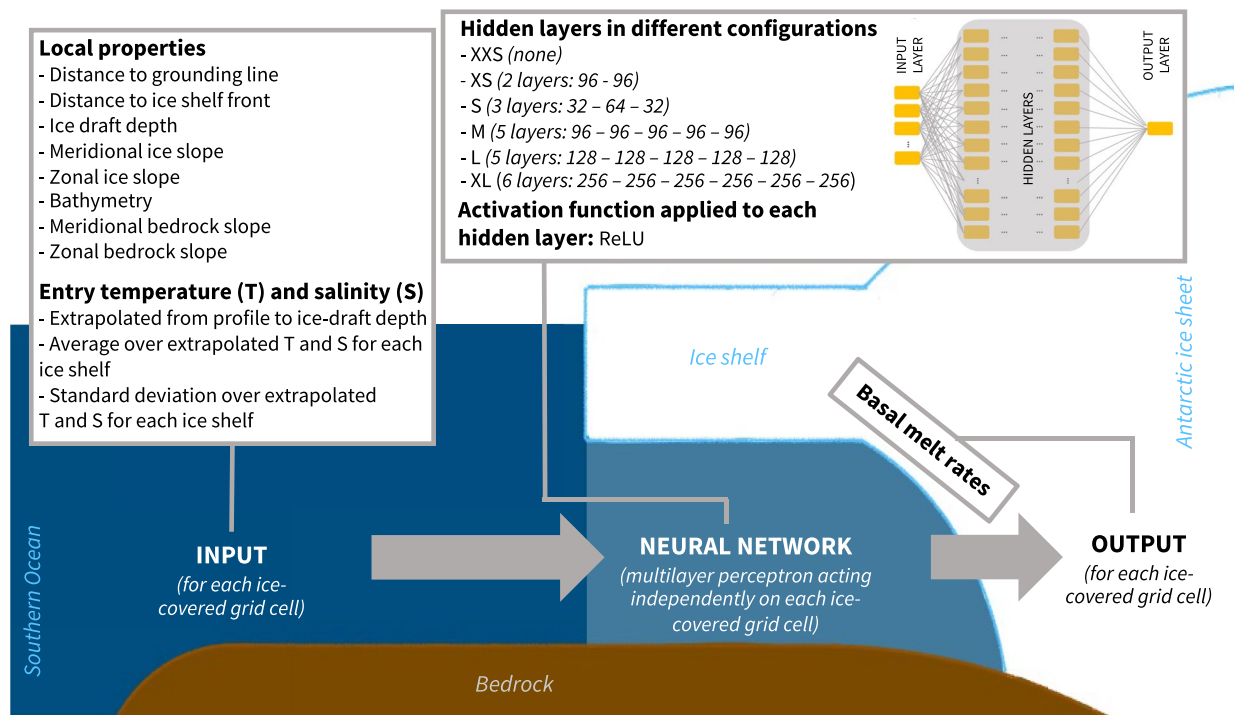 Local properties
- Distance to grounding line
- Distance to ice shelf front
- Ice draft depth
- Meridional ice slope
- Zonal ice slope
- Bathymetry
- Meridional bedrock slope
- Zonal bedrock slope
Entry temperature (T) and salinity (S)
- Extrapolated from profile to ice-draft depth
- Average over extrapolated T and S for each
ice shelf
- Standard deviation over extrapolated
T and S for each ice shelf
Hidden layers in different configurations
- XXS (none)
- XS (2 layers: 96 - 96)
- S (3 layers: 32 – 64 – 32)
- M (5 layers: 96 – 96 – 96 – 96 – 96)
- L (5 layers: 128 – 128 – 128 – 128 – 128)
- XL (6 layers: 256 – 256 – 256 – 256 – 256 – 256)
Activation function applied to each
hidden layer: ReLU
INPUT
LAYER
...
HIDDEN LAYERS
... ...
... ...
... ...
... ...
... ...
... ...
... ...
... ...
... ...
... ...
... ...
... ...
OUTPUT
LAYER
Ice shelf
Antarctic ice sheet
Basal melt rates
Southern Ocean
INPUT
(for each ice-
covered grid cell)
NEURAL NETWORK
(multilayer perceptron acting
independently on each ice-
covered grid cell)
OUTPUT
(for each ice-
covered grid cell)
Bedrock